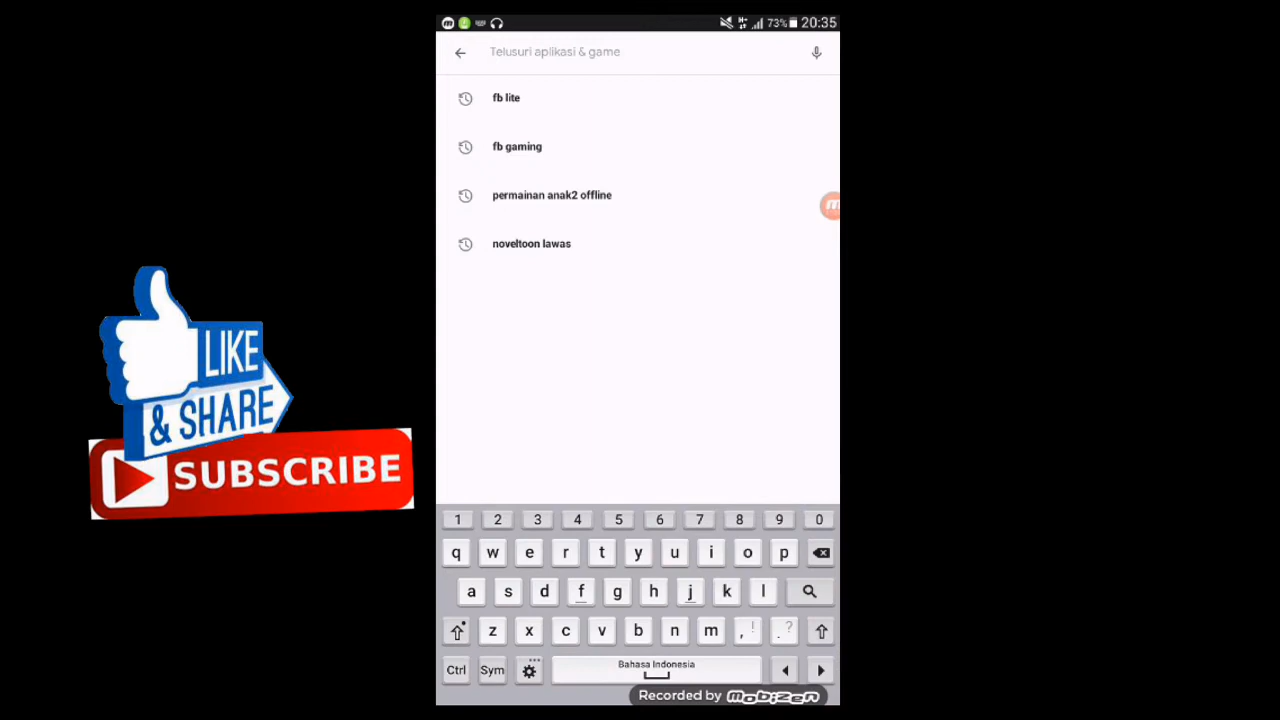 73% 20:35
Telusuri aplikasi & game
fb lite
fb gaming
permainan anak2 offline
noveltoon lawas
LIKE
& SHARE
SUBSCRIBE
1 2 3 4 5 6 7 8 9 0
q w e r t y u i o p
a s d f g h j k l
z x c v b n m , ! . ?
Ctrl Sym Bahasa Indonesia
Recorded by mobizen